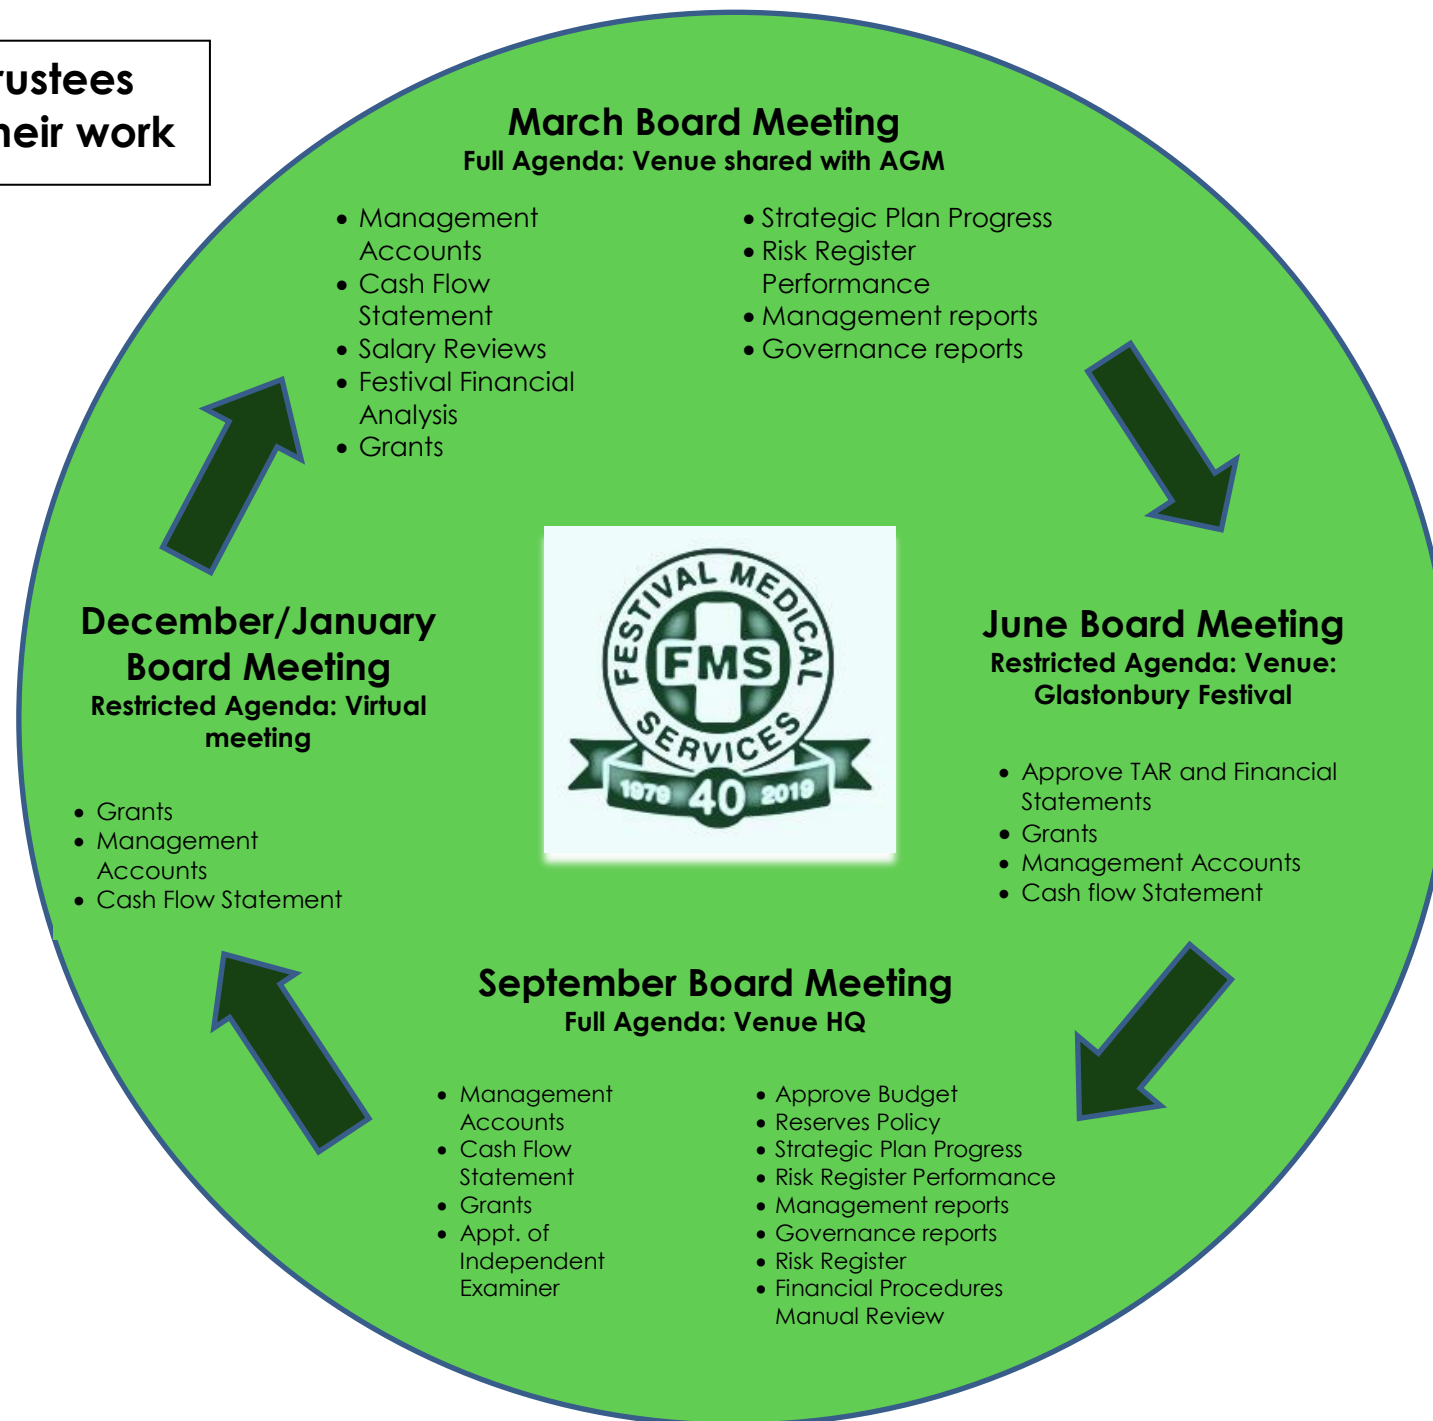 rustees
heir work
March Board Meeting
Full Agenda: Venue shared with AGM
• Management
Accounts
• Cash Flow
Statement
• Salary Reviews
• Festival Financial
Analysis
• Grants
• Strategic Plan Progress
• Risk Register
Performance
• Management reports
• Governance reports
December/January
Board Meeting
Restricted Agenda: Virtual
meeting
• Grants
• Management
Accounts
• Cash Flow Statement
FESTIVAL MEDICAL
FMS
SERVICES
1979 40 2019
June Board Meeting
Restricted Agenda: Venue:
Glastonbury Festival
• Approve TAR and Financial
Statements
• Grants
• Management Accounts
• Cash flow Statement
September Board Meeting
Full Agenda: Venue HQ
• Management
Accounts
• Cash Flow
Statement
• Grants
• Appt. of
Independent
Examiner
• Approve Budget
• Reserves Policy
• Strategic Plan Progress
• Risk Register Performance
• Management reports
• Governance reports
• Risk Register
• Financial Procedures
Manual Review